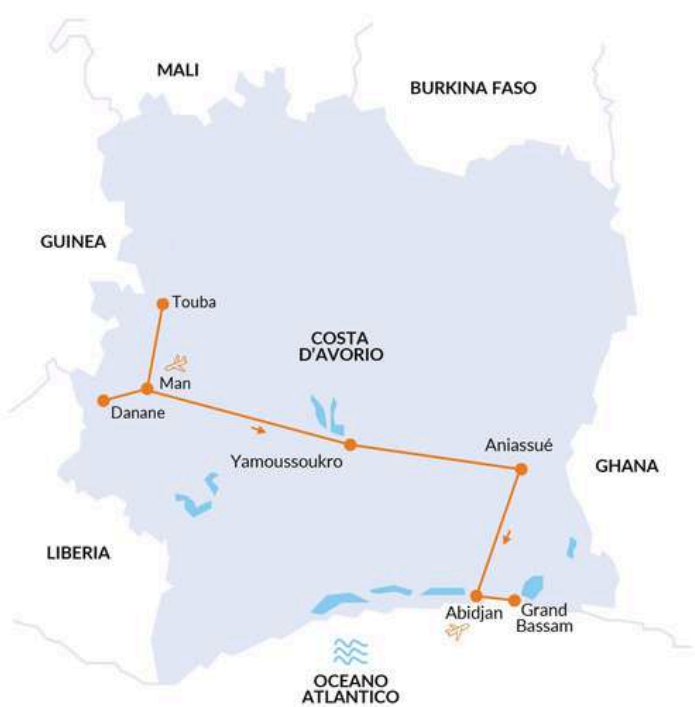 MALI
BURKINA FASO
GUINEA
Touba
COSTA
D'AVORIO
Man
Danane
Aniassué
Yamoussoukro
GHANA
LIBERIA
Abidjan
Grand
Bassam
OCEANO
ATLANTICO